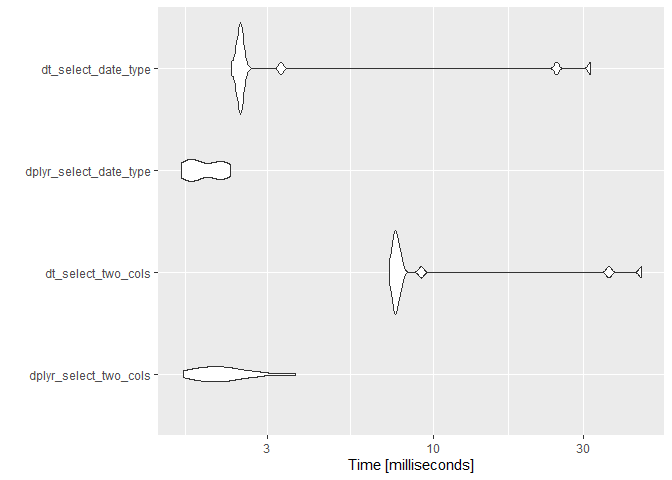 dt_select_date_type
dplyr_select_date_type
dt_select_two_cols
dplyr_select_two_cols
3 10 30
Time [milliseconds]